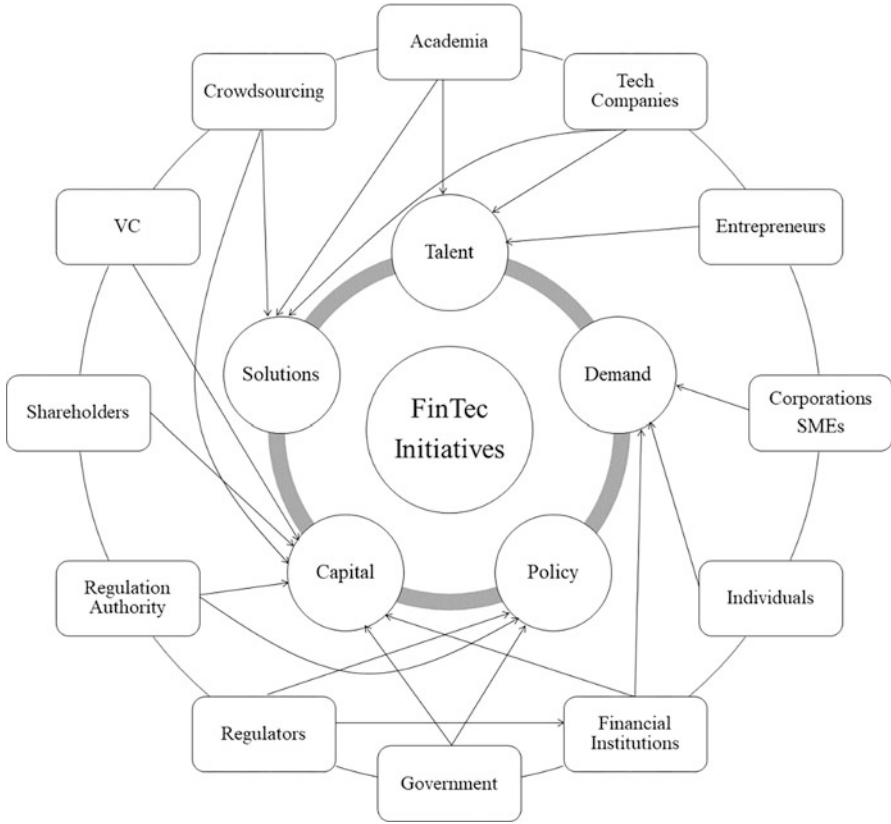 Academia
Crowdsourcing
Tech
Companies
VC
Talent
Entrepreneurs
Solutions
Demand
Shareholders
FinTec
Initiatives
Corporations
SMEs
Capital
Policy
Regulation
Authority
Individuals
Regulators
Financial
Institutions
Government